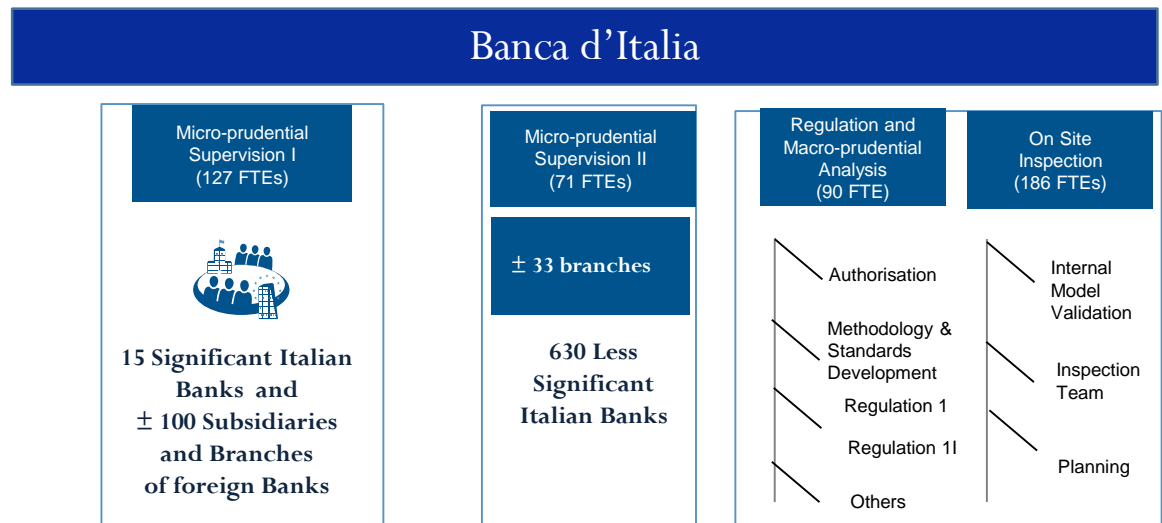 Banca d’Italia
Micro-prudential
Supervision I
(127 FTEs)
15 Significant Italian
Banks and
± 100 Subsidiaries
and Branches
of foreign Banks
Micro-prudential
Supervision II
(71 FTEs)
± 33 branches
630 Less
Significant
Italian Banks
Regulation and
Macro-prudential
Analysis
(90 FTE)
Authorisation
Methodology &
Standards
Development
Regulation 1
Regulation 1I
Others
On Site
Inspection
(186 FTEs)
Internal
Model
Validation
Inspection
Team
Planning